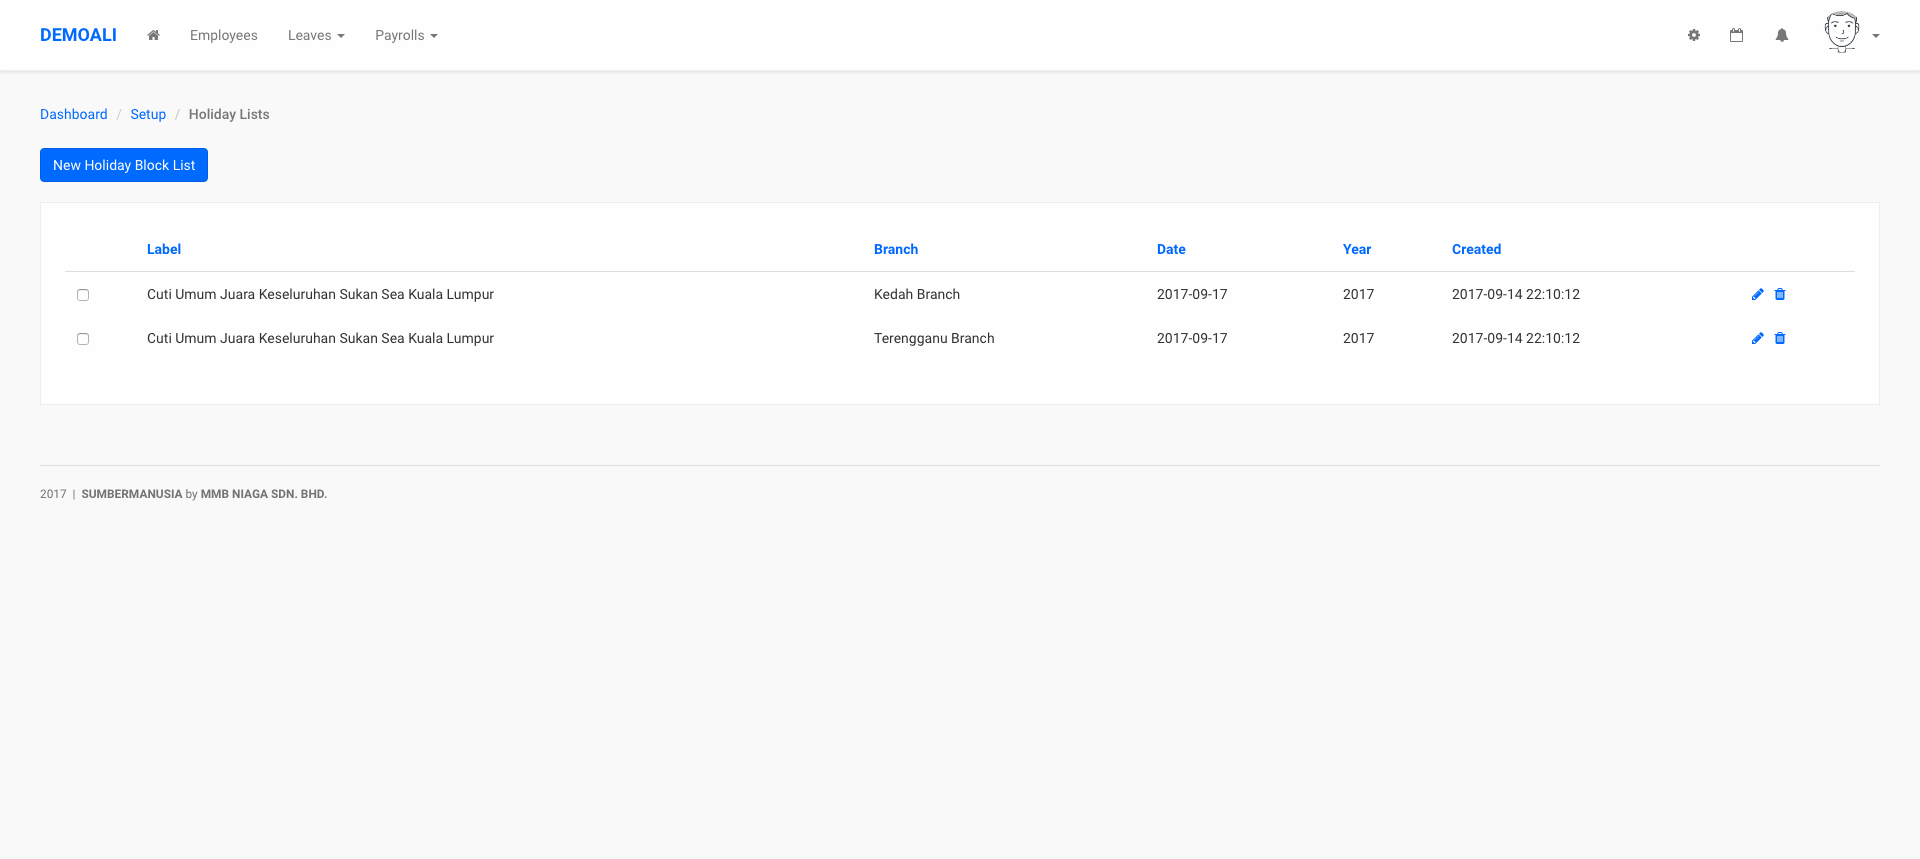 DEMOALI Employees Leaves Payrolls
Dashboard / Setup / Holiday Lists
New Holiday Block List
Label Branch Date Year Created
Cuti Umum Juara Keseluruhan Sukan Sea Kuala Lumpur Kedah Branch 2017-09-17 2017 2017-09-14 22:10:12
Cuti Umum Juara Keseluruhan Sukan Sea Kuala Lumpur Terengganu Branch 2017-09-17 2017 2017-09-14 22:10:12
2017 | SUMBERMANUSIA by MMB NIAGA SDN. BHD.